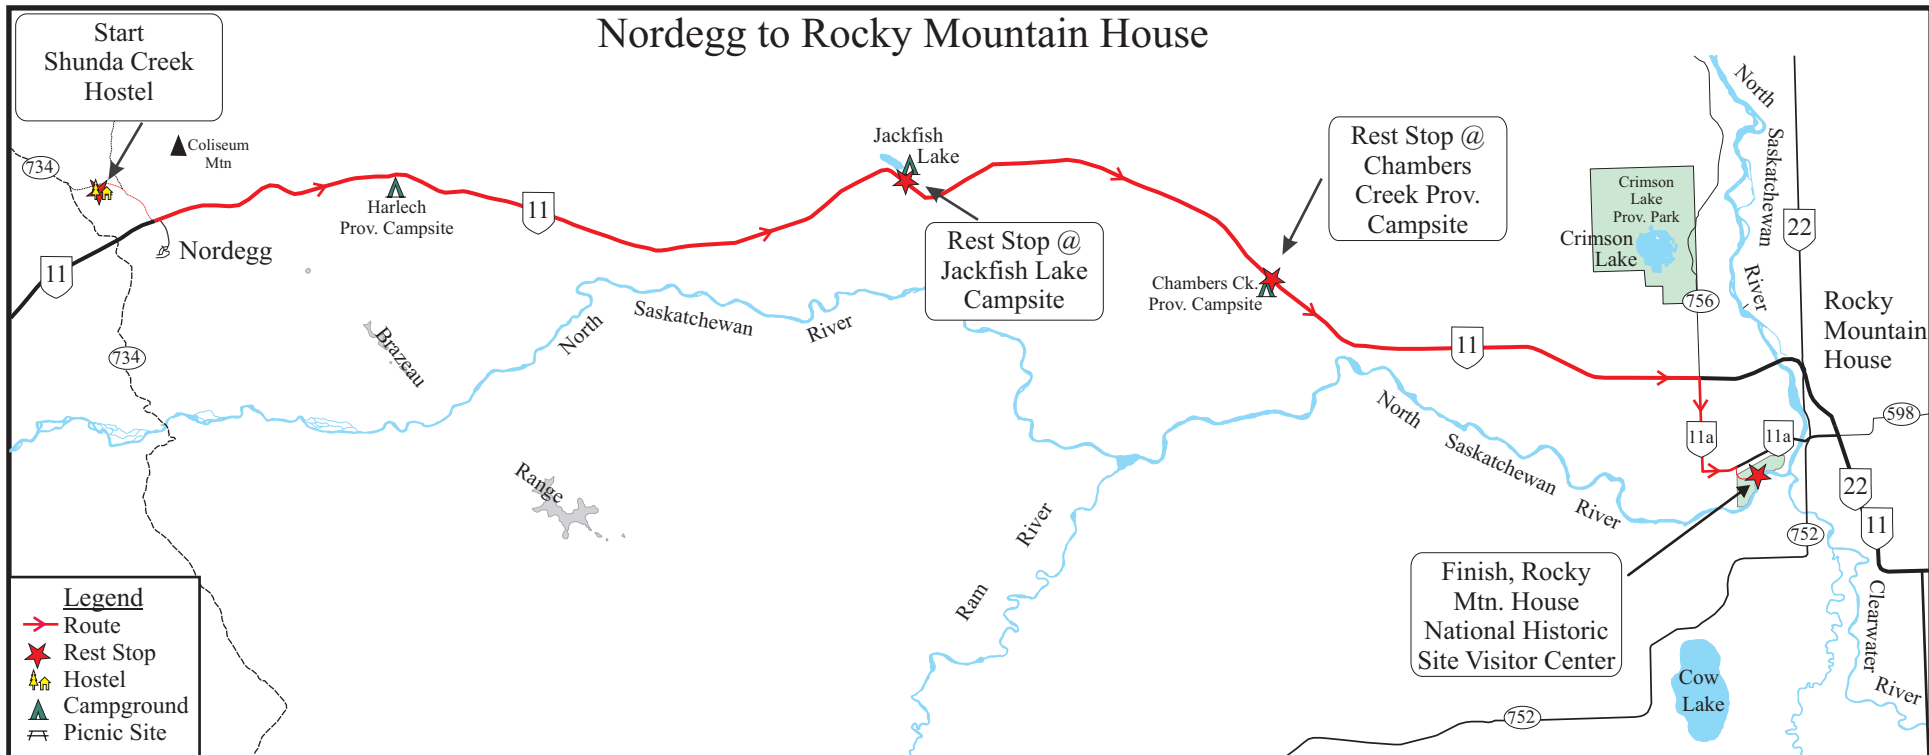 Nordegg to Rocky Mountain House
Start
Shunda Creek
Hostel
Coliseum
Mtn
734
11
Nordegg
734
Harlech
Prov. Campsite
11
Jackfish
Lake
Rest Stop @
Jackfish Lake
Campsite
Rest Stop @
Chambers
Creek Prov.
Campsite
Chambers Ck.
Prov. Campsite
11
Brazeau
Range
North
Saskatchewan
River
North
Saskatchewan
River
Ram
River
Crimson
Lake
Prov. Park
Crimson
Lake
756
North
Saskatchewan
River
22
Rocky
Mountain
House
598
11a
11a
22
11
752
Finish, Rocky
Mtn. House
National Historic
Site Visitor Center
Clearwater
River
Cow
Lake
752
Legend
Route
Rest Stop
Hostel
Campground
Picnic Site